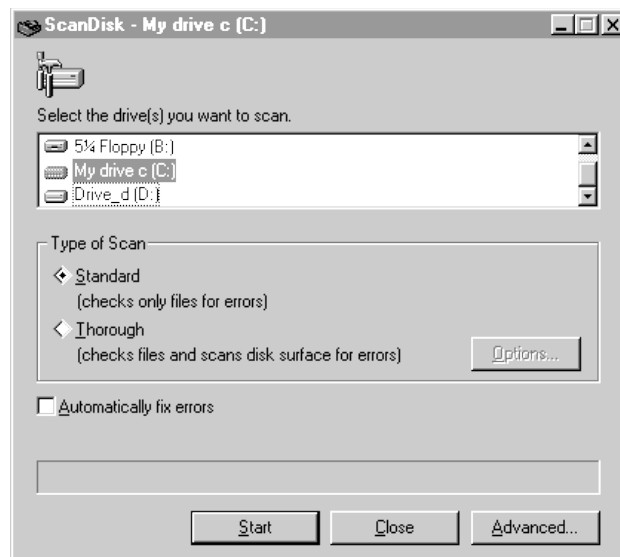 ScanDisk - My drive c (C:)
Select the drive(s) you want to scan.
5¼ Floppy (B:)
My drive c (C:)
Drive_d (D:)
Type of Scan
Standard
(checks only files for errors)
Thorough
(checks files and scans disk surface for errors)
Options...
Automatically fix errors
Start
Close
Advanced...